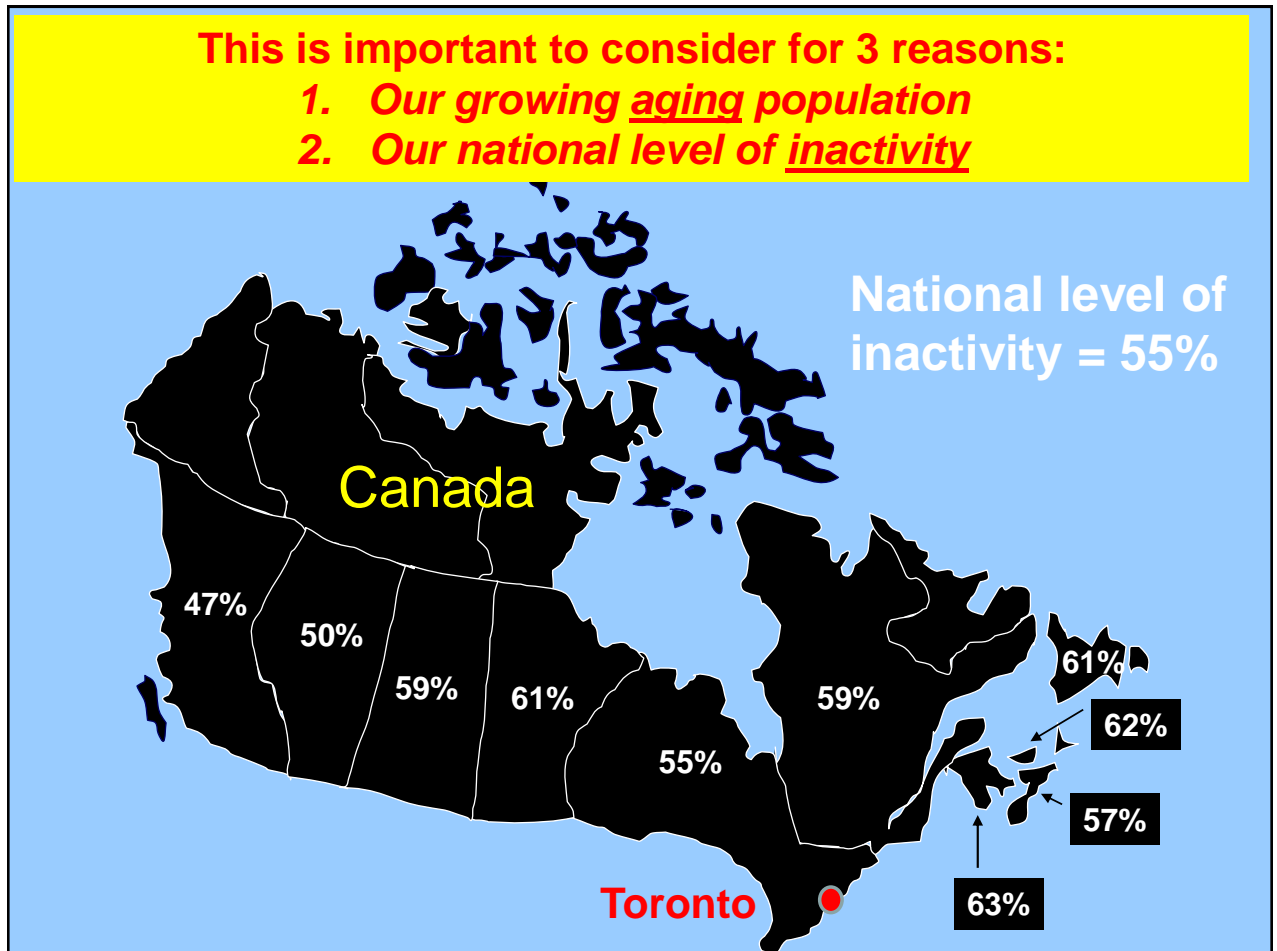 This is important to consider for 3 reasons:
1. Our growing aging population
2. Our national level of inactivity
National level of
inactivity = 55%
Canada
47%
50%
59%
61%
55%
59%
61%
62%
57%
63%
Toronto